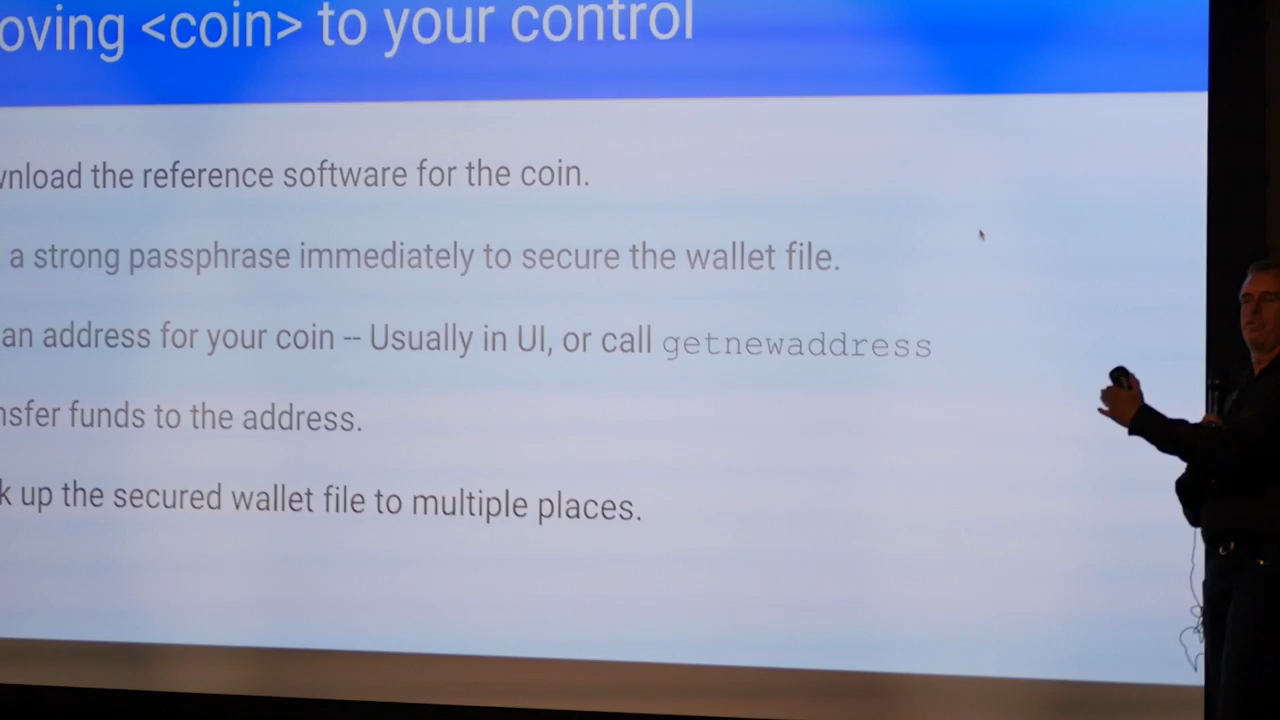 oving <coin> to your control
wnload the reference software for the coin.
a strong passphrase immediately to secure the wallet file.
an address for your coin -- Usually in UI, or call getnewaddress
nsfer funds to the address.
k up the secured wallet file to multiple places.